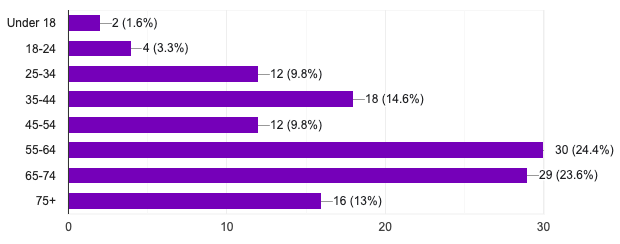 Under 18 2 (1.6%)
18-24 4 (3.3%)
25-34 12 (9.8%)
35-44 18 (14.6%)
45-54 12 (9.8%)
55-64 30 (24.4%)
65-74 29 (23.6%)
75+ 16 (13%)
0 10 20 30